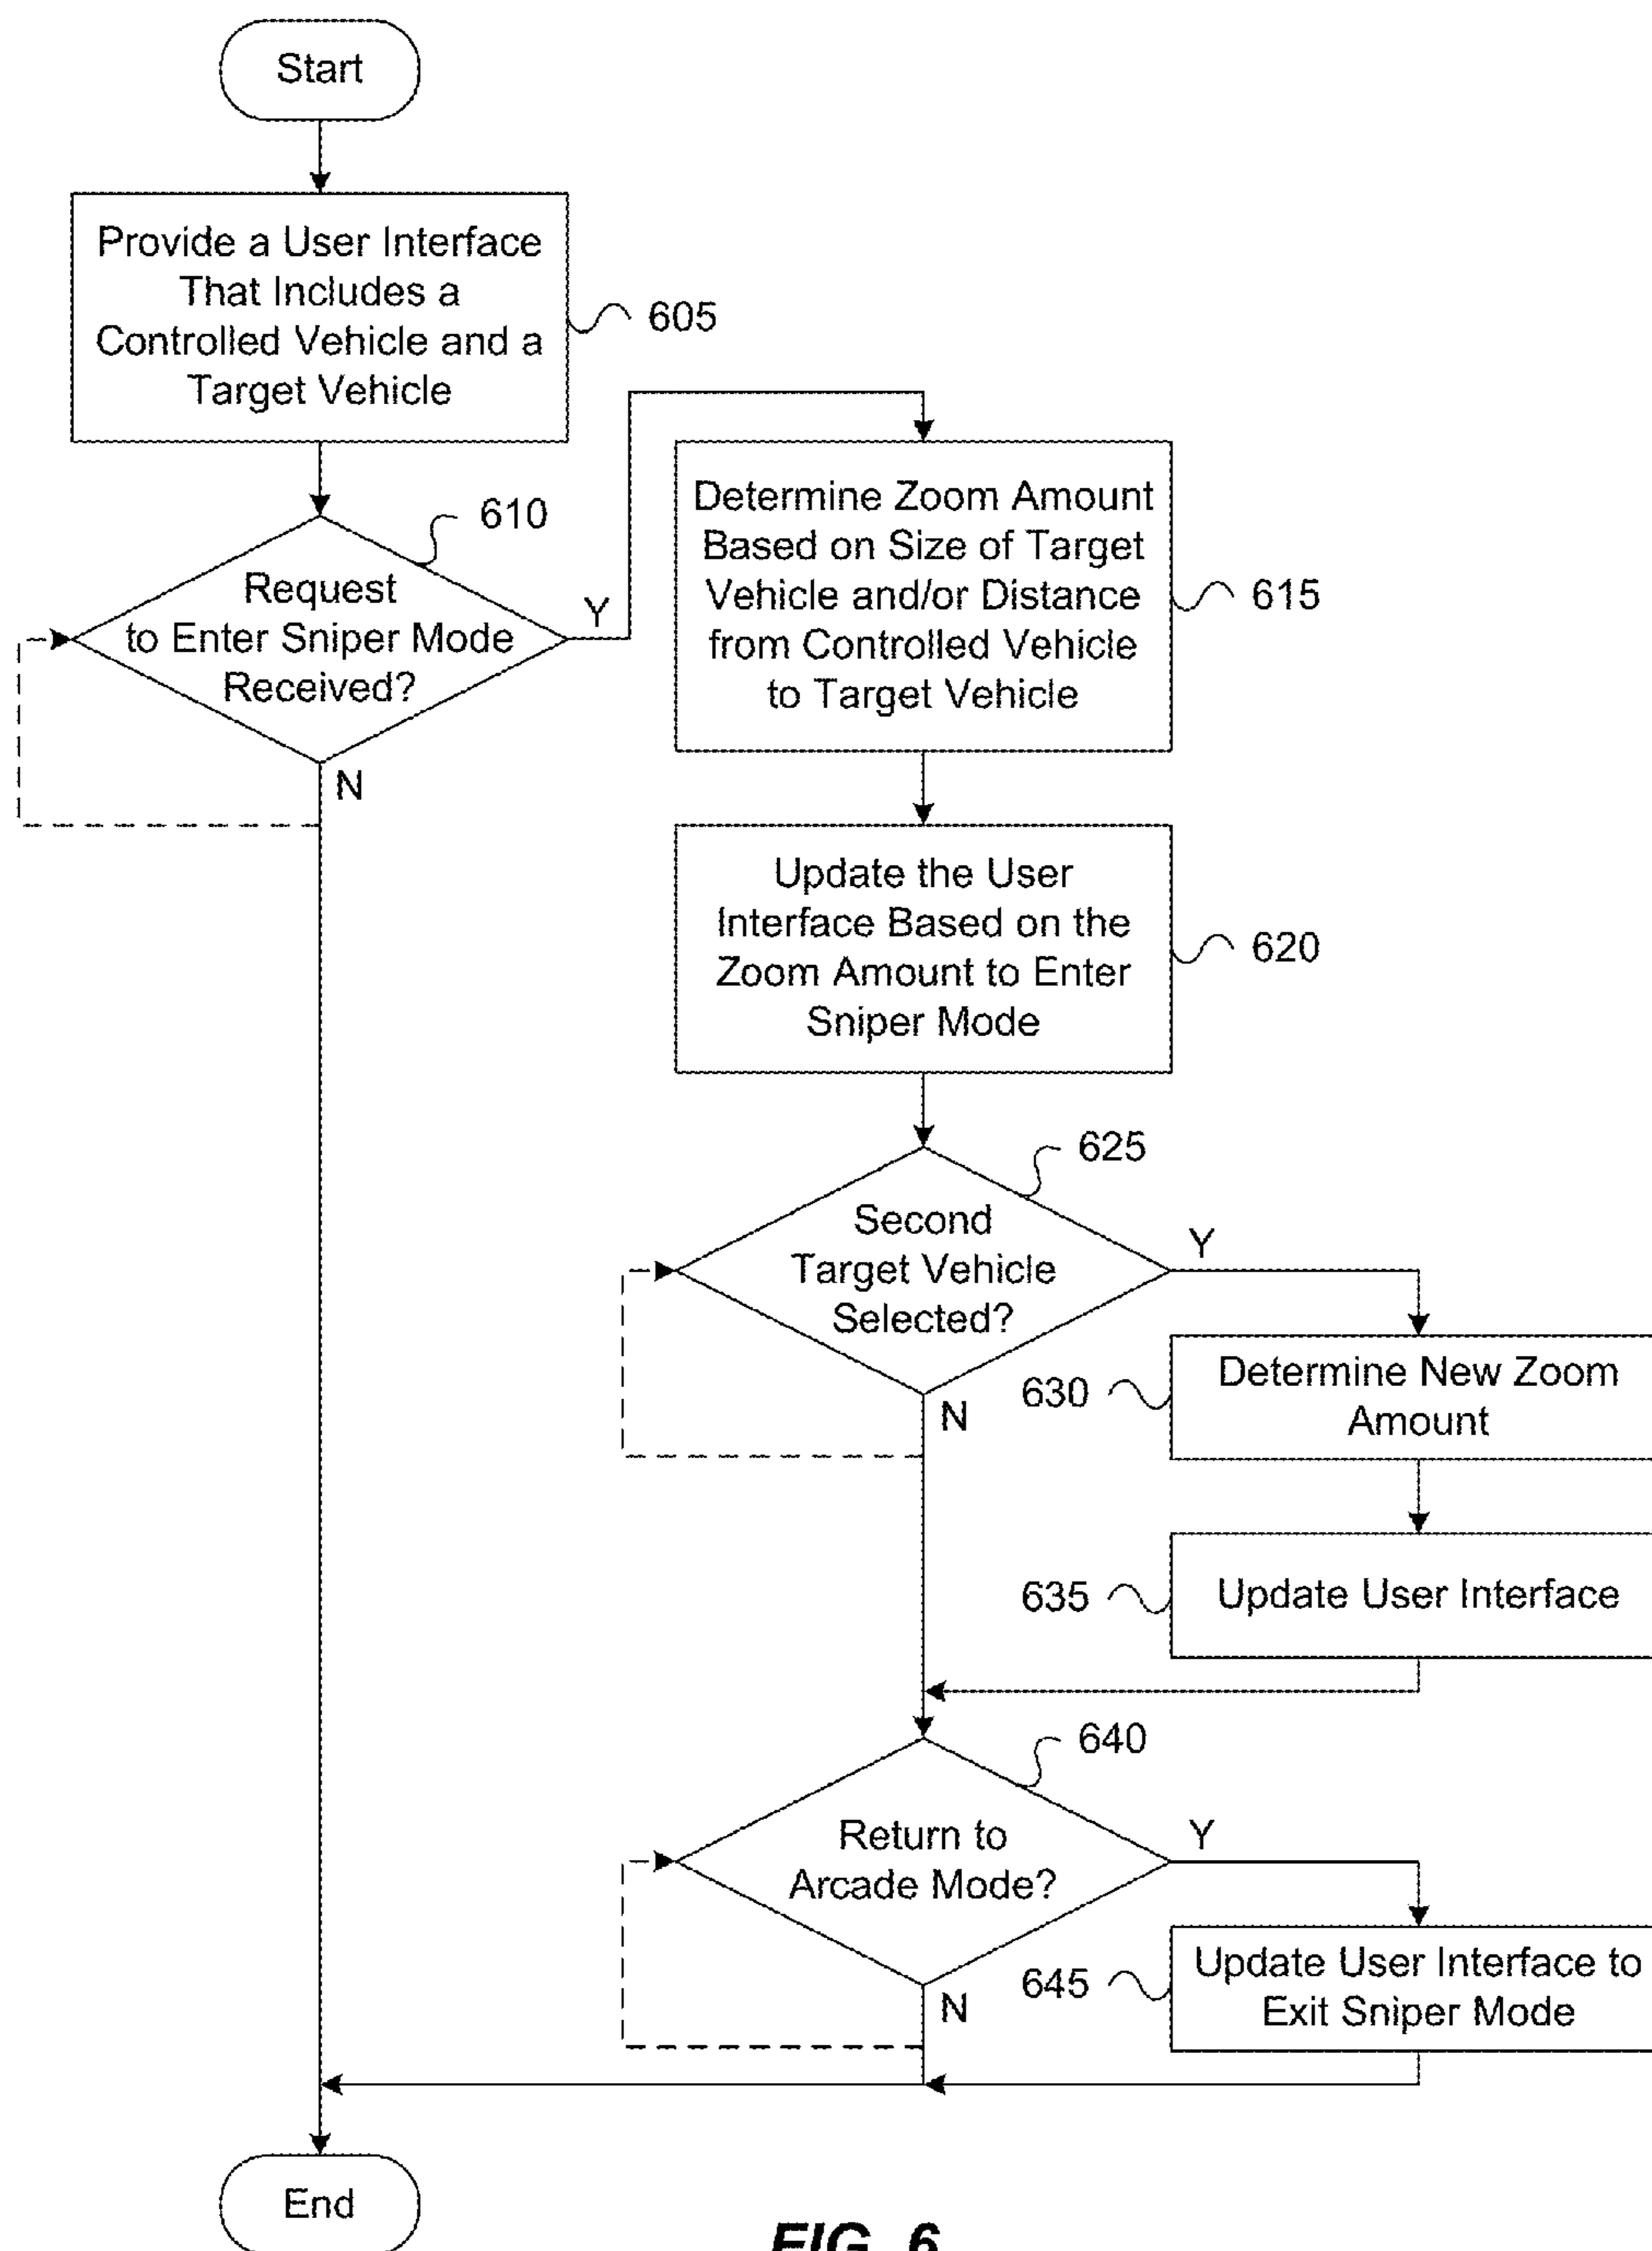 Start
Provide a User Interface
That Includes a
Controlled Vehicle and a
Target Vehicle
605
610
Request
to Enter Sniper Mode
Received?
Y
N
Determine Zoom Amount
Based on Size of Target
Vehicle and/or Distance
from Controlled Vehicle
to Target Vehicle
615
Update the User
Interface Based on the
Zoom Amount to Enter
Sniper Mode
620
625
Second
Target Vehicle
Selected?
Y
N
630
Determine New Zoom
Amount
635
Update User Interface
640
Return to
Arcade Mode?
Y
N
645
Update User Interface to
Exit Sniper Mode
End
FIG. 6